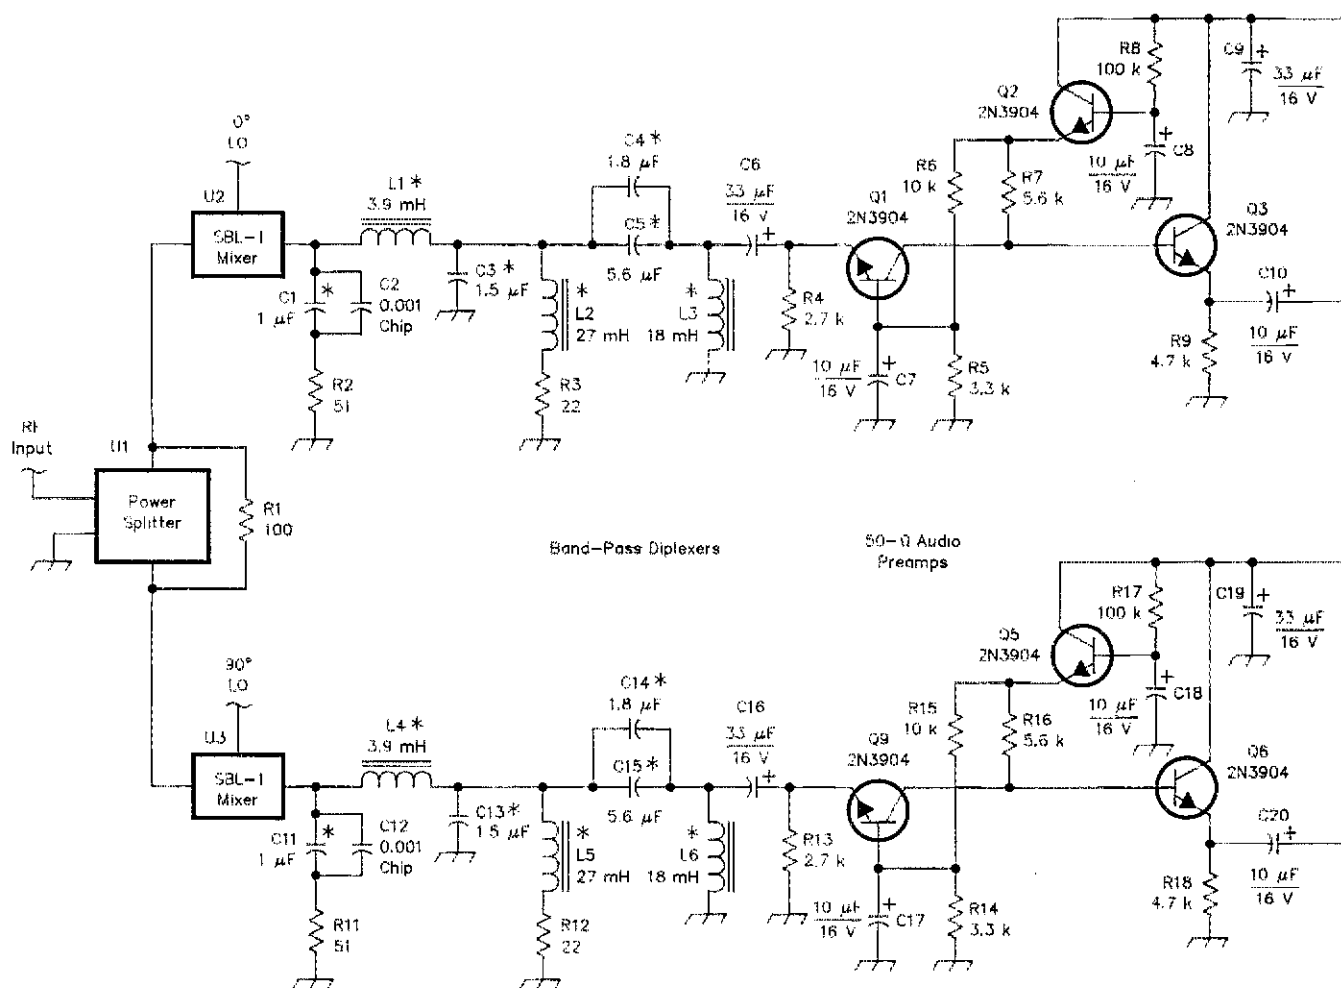 R8
100 k
C9
+
33 µF
16 V
Q2
2N3904
+
C8
10 µF
16 V
0°
LO
U2
SBL-1
Mixer
L1*
3.9 mH
C4*
1.8 µF
C5*
5.6 µF
C6
33 µF
16 V
+
R6
10 k
R7
5.6 k
Q1
2N3904
Q3
2N3904
C10
+
10 µF
16 V
C1
*
1 µF
C2
0.001
Chip
C3*
1.5 µF
*
L2
27 mH
*
L3
18 mH
R4
2.7 k
R9
4.7 k
R2
51
R3
22
10 µF
16 V
+
C7
R5
3.3 k
RF
Input
U1
Power
Splitter
R1
100
Band-Pass Diplexers
50-Ω Audio
Preamps
R17
100 k
C19
+
33 µF
16 V
Q5
2N3904
+
C18
10 µF
16 V
90°
LO
U3
SBL-1
Mixer
L4*
3.9 mH
C14*
1.8 µF
C15*
5.6 µF
C16
33 µF
16 V
+
R15
10 k
R16
5.6 k
Q9
2N3904
Q6
2N3904
C20
+
10 µF
16 V
C11
*
1 µF
C12
0.001
Chip
C13*
1.5 µF
*
L5
27 mH
*
L6
18 mH
R13
2.7 k
R18
4.7 k
R11
51
R12
22
10 µF
16 V
+
C17
R14
3.3 k